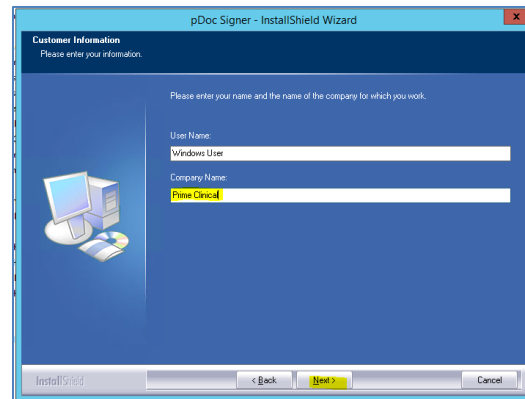 pDoc Signer - InstallShield Wizard
x
Customer Information
Please enter your information.
Please enter your name and the name of the company for which you work.
User Name:
Windows User
Company Name:
Prime Clinical
InstallShield
< Back
Next >
Cancel